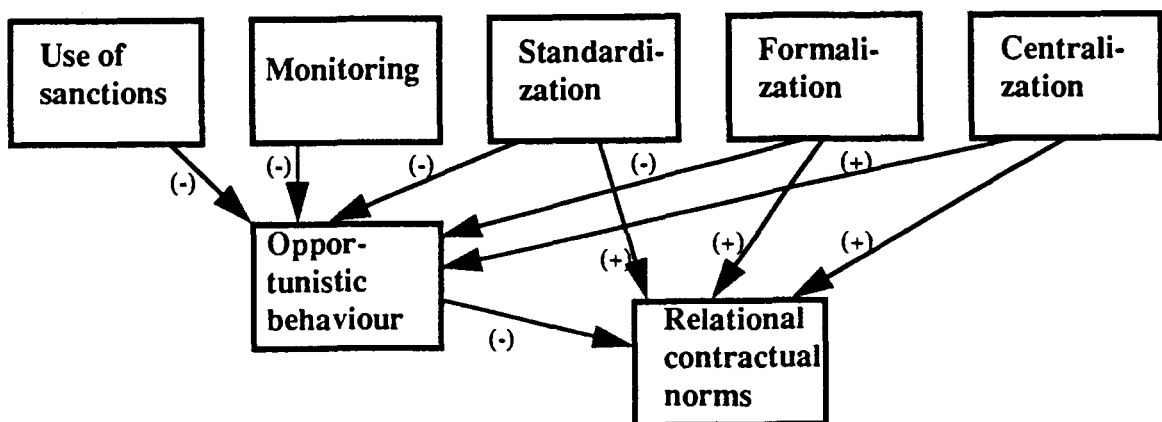 Use of
sanctions
Monitoring
Standardi-
zation
Formali-
zation
Centrali-
zation
(-)
(-)
(-)
(-)
(+)
Oppor-
tunistic
behaviour
(+)
(+)
(+)
(-)
Relational
contractual
norms